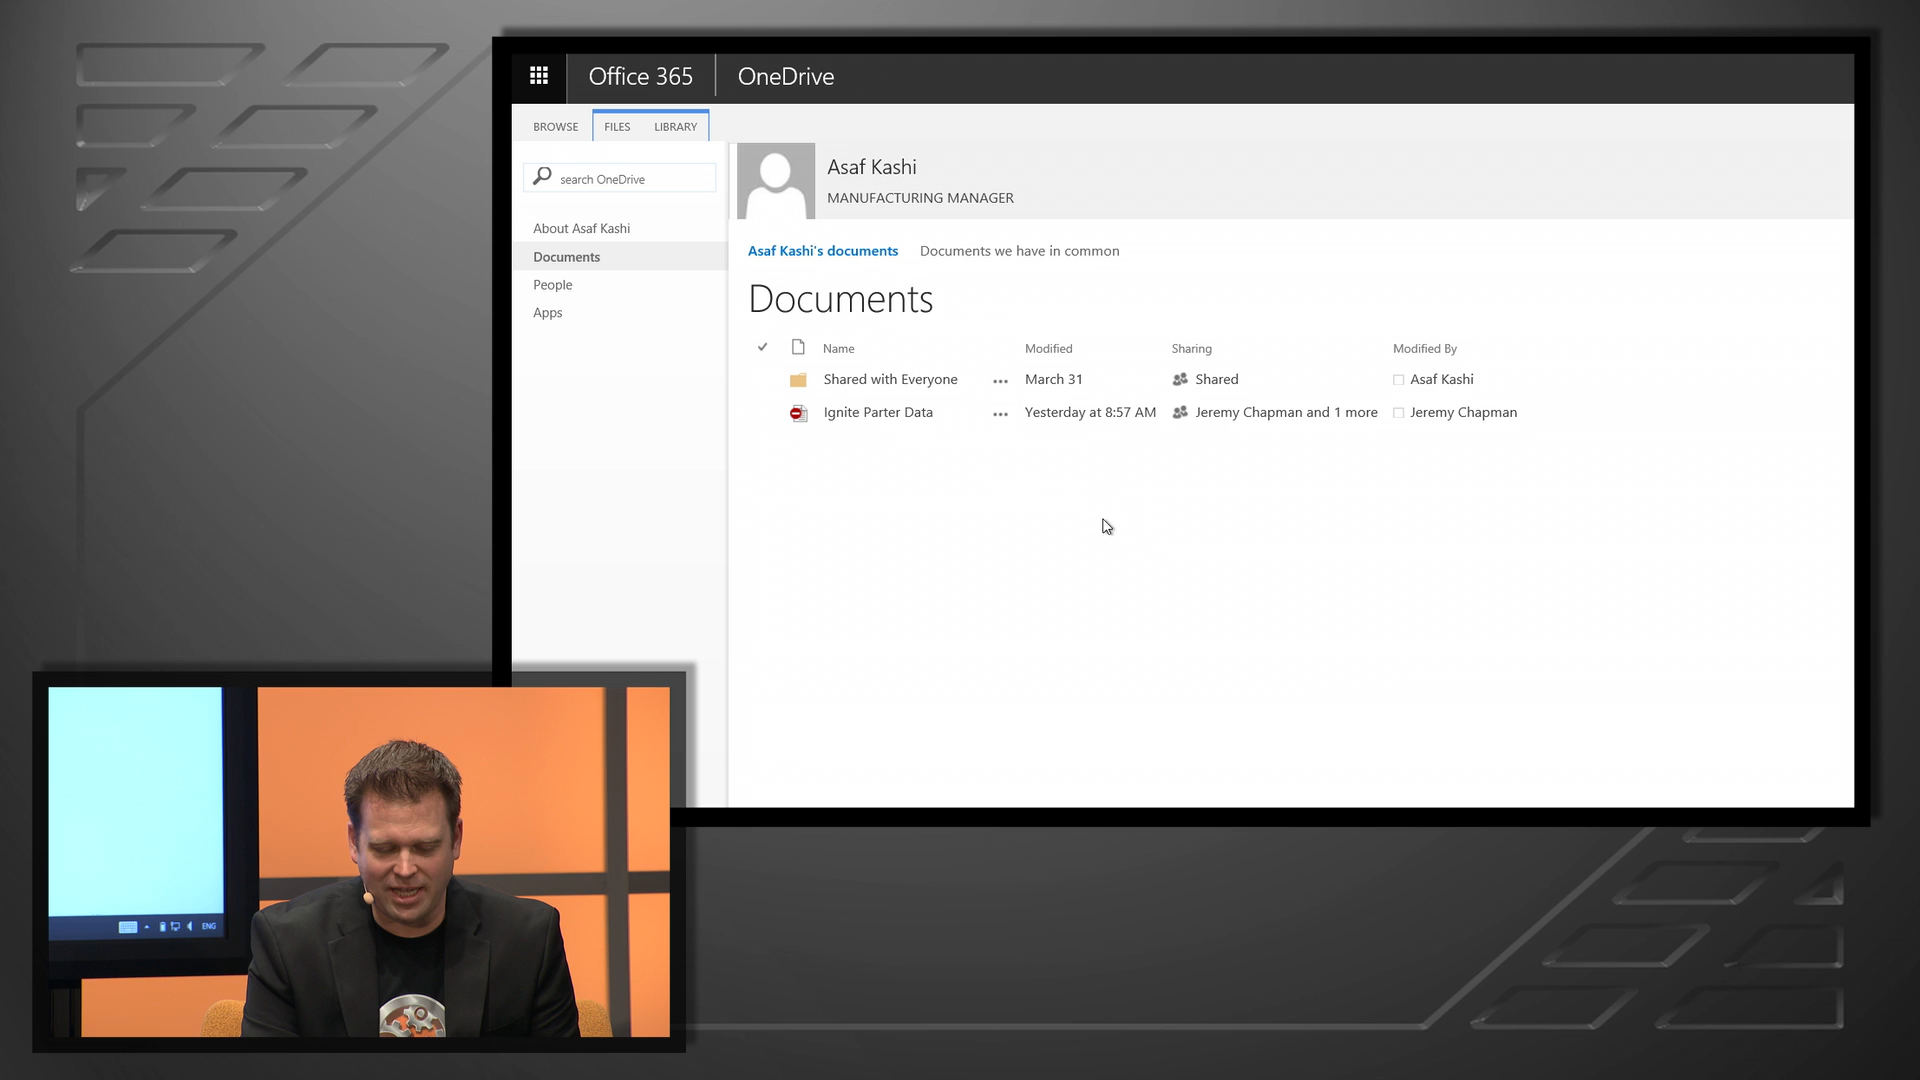 Office 365
OneDrive
BROWSE
FILES
LIBRARY
search OneDrive
About Asaf Kashi
Documents
People
Apps
Asaf Kashi
MANUFACTURING MANAGER
Asaf Kashi's documents
Documents we have in common
Documents
Name Modified Sharing Modified By
Shared with Everyone ... March 31 Shared Asaf Kashi
Ignite Parter Data ... Yesterday at 8:57 AM Jeremy Chapman and 1 more Jeremy Chapman
ENG